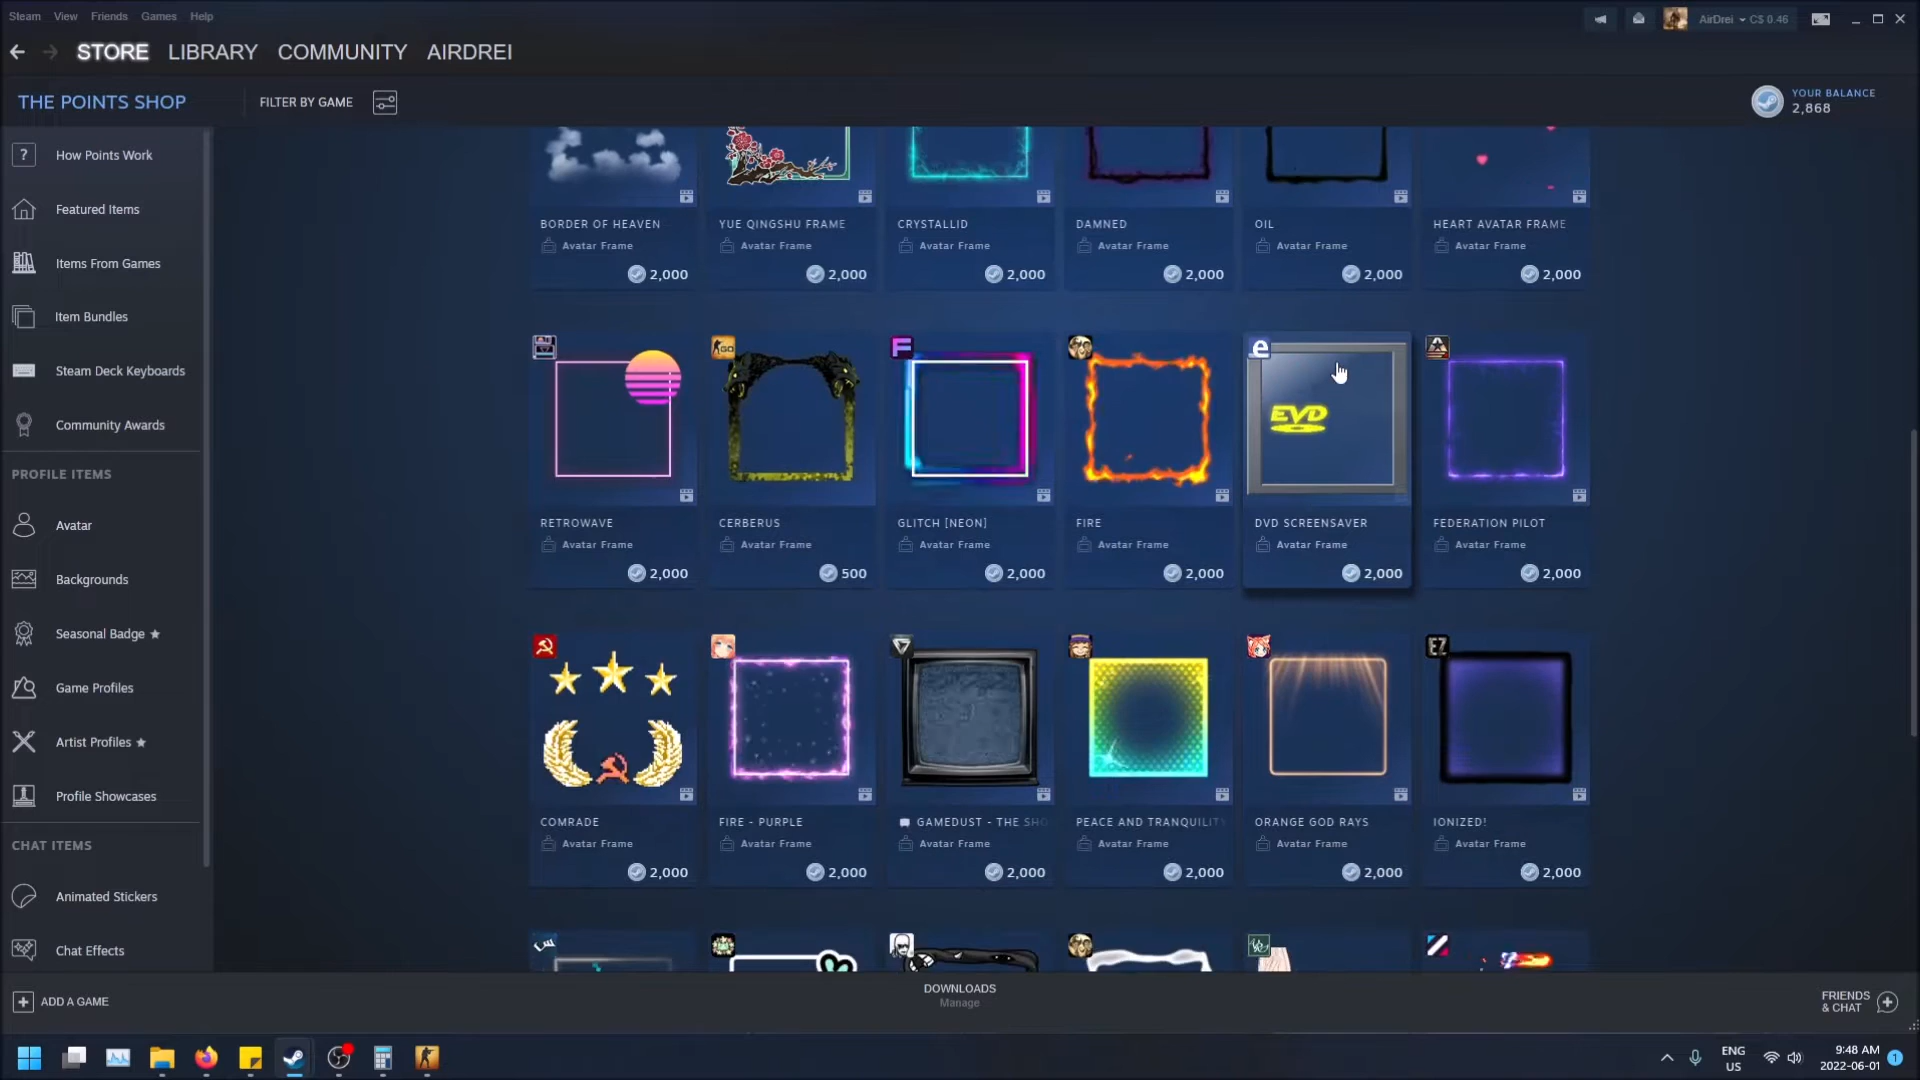 Steam View Friends Games Help
AirDrei C$ 0.46
STORE LIBRARY COMMUNITY AIRDREI
THE POINTS SHOP
FILTER BY GAME
YOUR BALANCE
2,868
How Points Work
Featured Items
Items From Games
Item Bundles
Steam Deck Keyboards
Community Awards
PROFILE ITEMS
Avatar
Backgrounds
Seasonal Badge
Game Profiles
Artist Profiles
Profile Showcases
CHAT ITEMS
Animated Stickers
Chat Effects
BORDER OF HEAVEN YUE QINGSHU FRAME CRYSTALLID DAMNED OIL HEART AVATAR FRAME
Avatar Frame Avatar Frame Avatar Frame Avatar Frame Avatar Frame Avatar Frame
2,000 2,000 2,000 2,000 2,000 2,000
GO F e
EVD
RETROWAVE CERBERUS GLITCH [NEON] FIRE DVD SCREENSAVER FEDERATION PILOT
Avatar Frame Avatar Frame Avatar Frame Avatar Frame Avatar Frame Avatar Frame
2,000 500 2,000 2,000 2,000 2,000
EZ
COMRADE FIRE - PURPLE GAMEDUST - THE SHO PEACE AND TRANQUILITY ORANGE GOD RAYS IONIZED!
Avatar Frame Avatar Frame Avatar Frame Avatar Frame Avatar Frame Avatar Frame
2,000 2,000 2,000 2,000 2,000 2,000
ADD A GAME
DOWNLOADS
Manage
FRIENDS
& CHAT
ENG
US
9:48 AM
2022-06-01
1